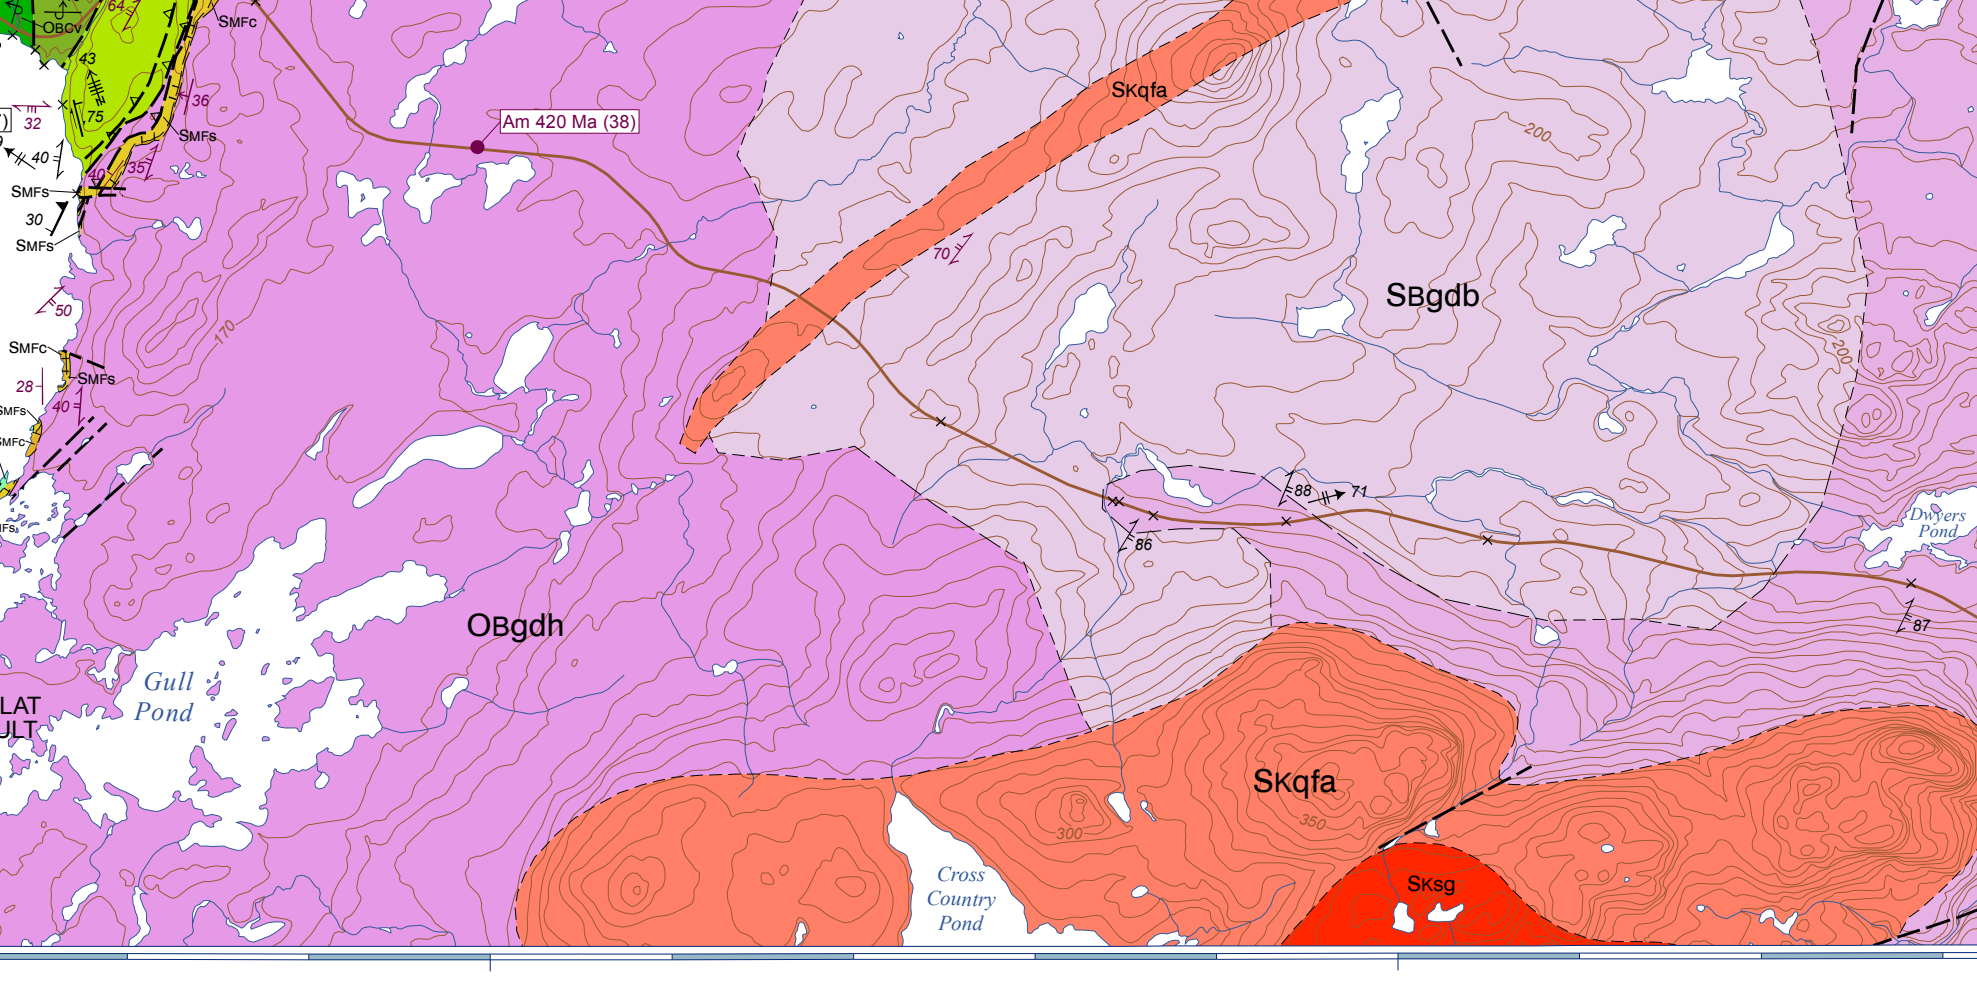 64
SMFc
OBCv
43
36
75
32
SMFs
40
35
40
SMFs
30
SMFs
50
170
SMFc
SMFs
28
40
SMFs
SMFc
Am 420 Ma (38)
SKqfa
200
70
SBgdb
200
88
71
86
Dwyers
Pond
87
OBgdh
Gull
Pond
LAT
ULT
SKqfa
350
300
Cross
Country
Pond
SKsg